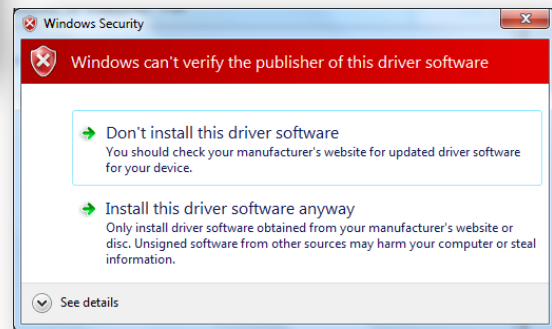 Windows Security
Windows can't verify the publisher of this driver software
Don't install this driver software
You should check your manufacturer's website for updated driver software
for your device.
Install this driver software anyway
Only install driver software obtained from your manufacturer's website or
disc. Unsigned software from other sources may harm your computer or steal
information.
See details